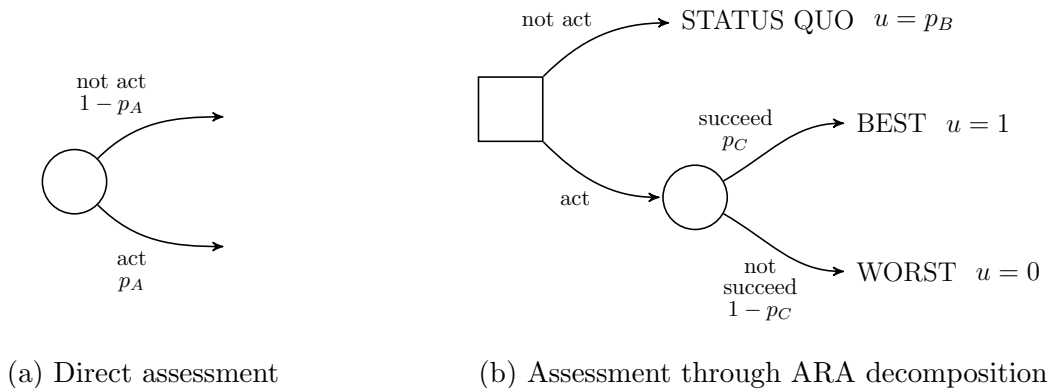 not act
1 − p_A
act
p_A
(a) Direct assessment
not act
STATUS QUO u = p_B
act
succeed
p_C
BEST u = 1
not
succeed
1 − p_C
WORST u = 0
(b) Assessment through ARA decomposition